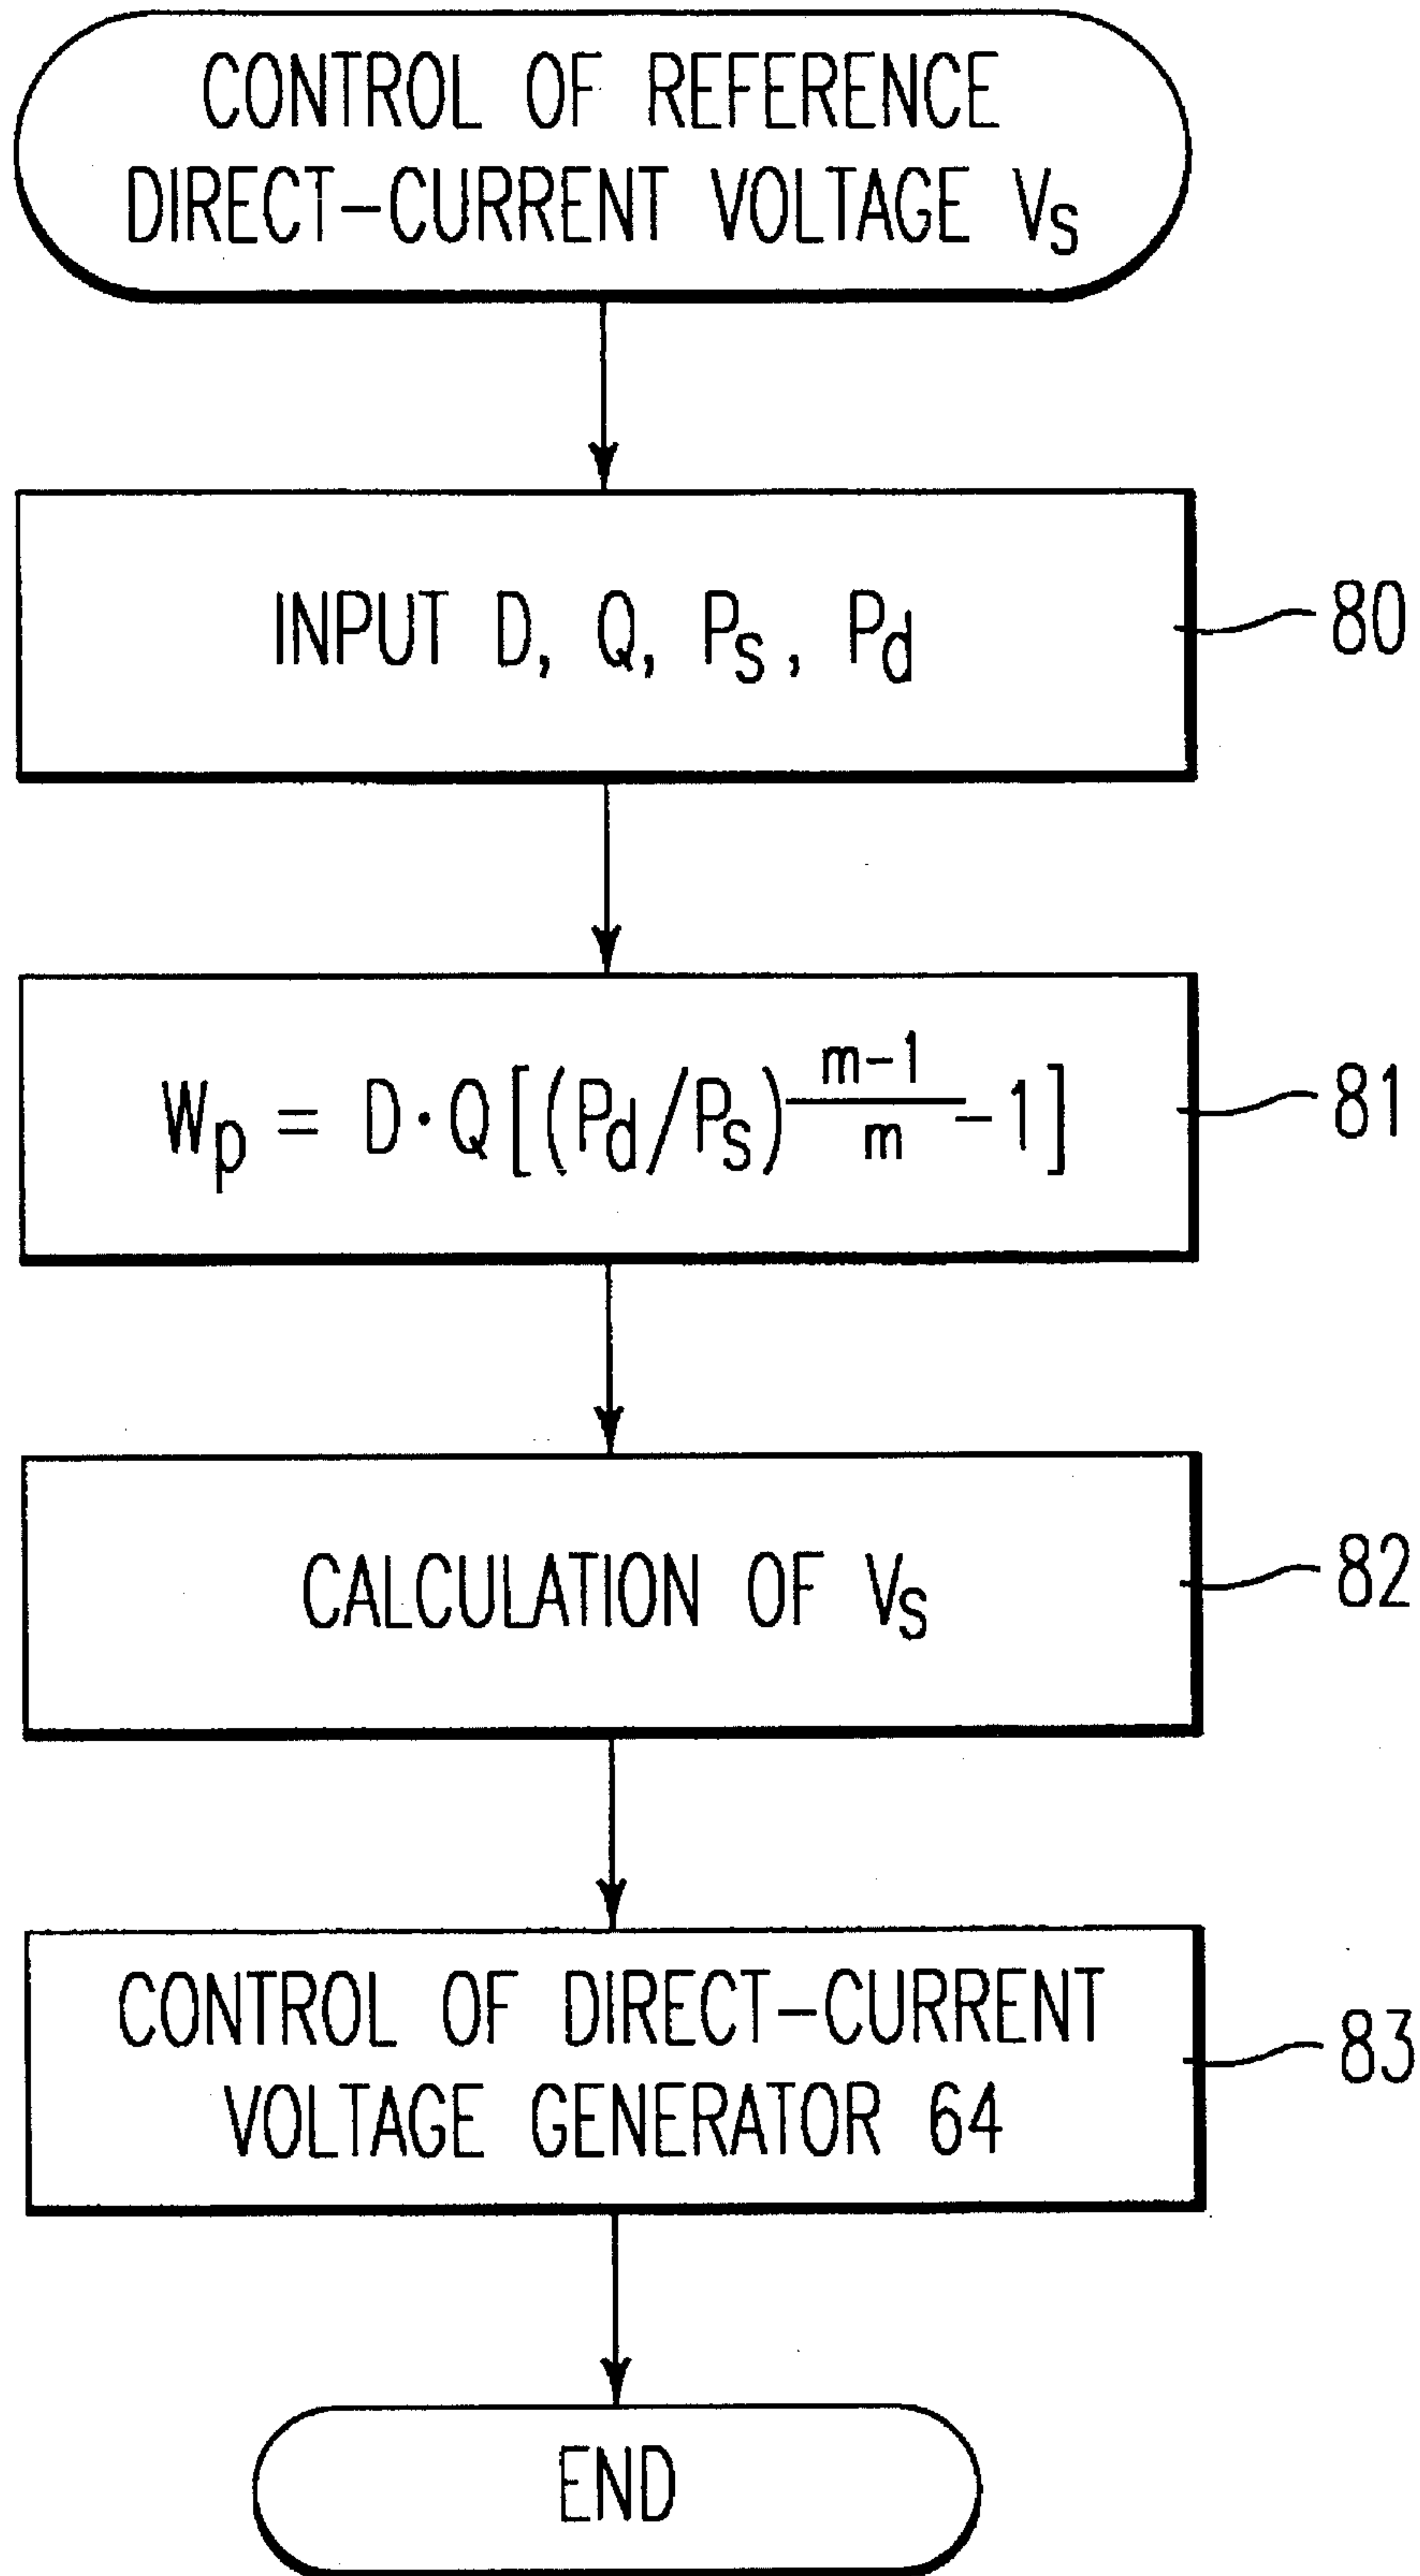 CONTROL OF REFERENCE
DIRECT-CURRENT VOLTAGE Vs
INPUT D, Q, Ps, Pd
80
Wp = D·Q[(Pd/Ps)^(m-1)/m - 1]
81
CALCULATION OF Vs
82
CONTROL OF DIRECT-CURRENT
VOLTAGE GENERATOR 64
83
END